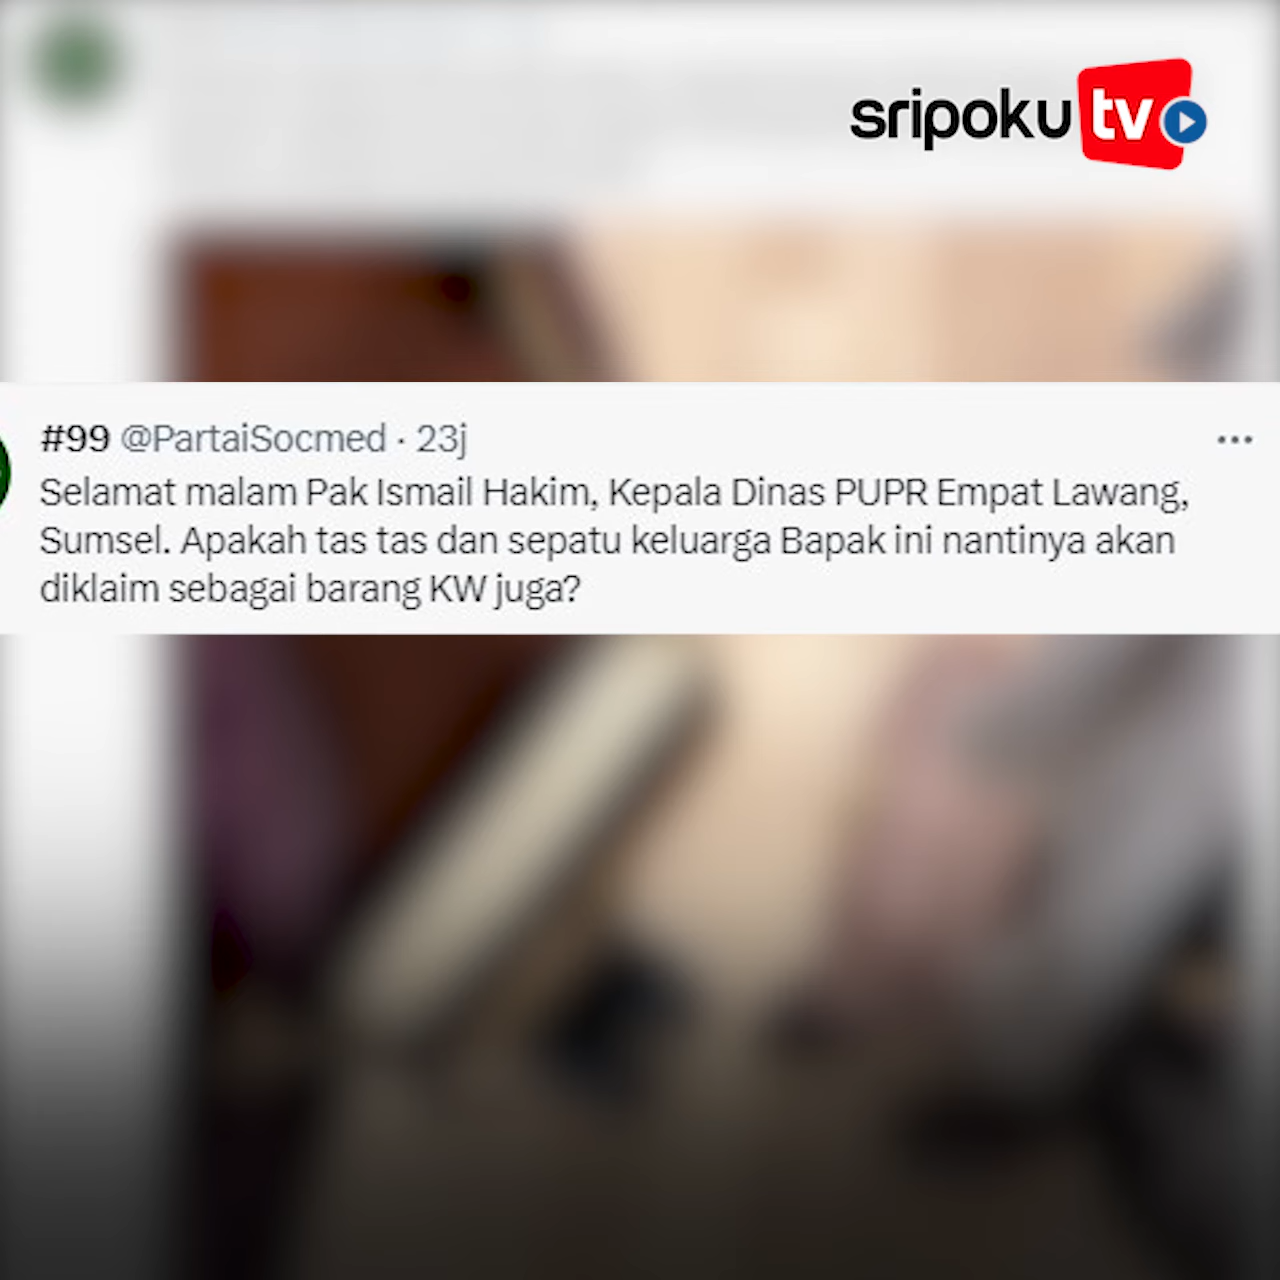 sripoku tv
#99 @PartaiSocmed · 23j
Selamat malam Pak Ismail Hakim, Kepala Dinas PUPR Empat Lawang,
Sumsel. Apakah tas tas dan sepatu keluarga Bapak ini nantinya akan
diklaim sebagai barang KW juga?